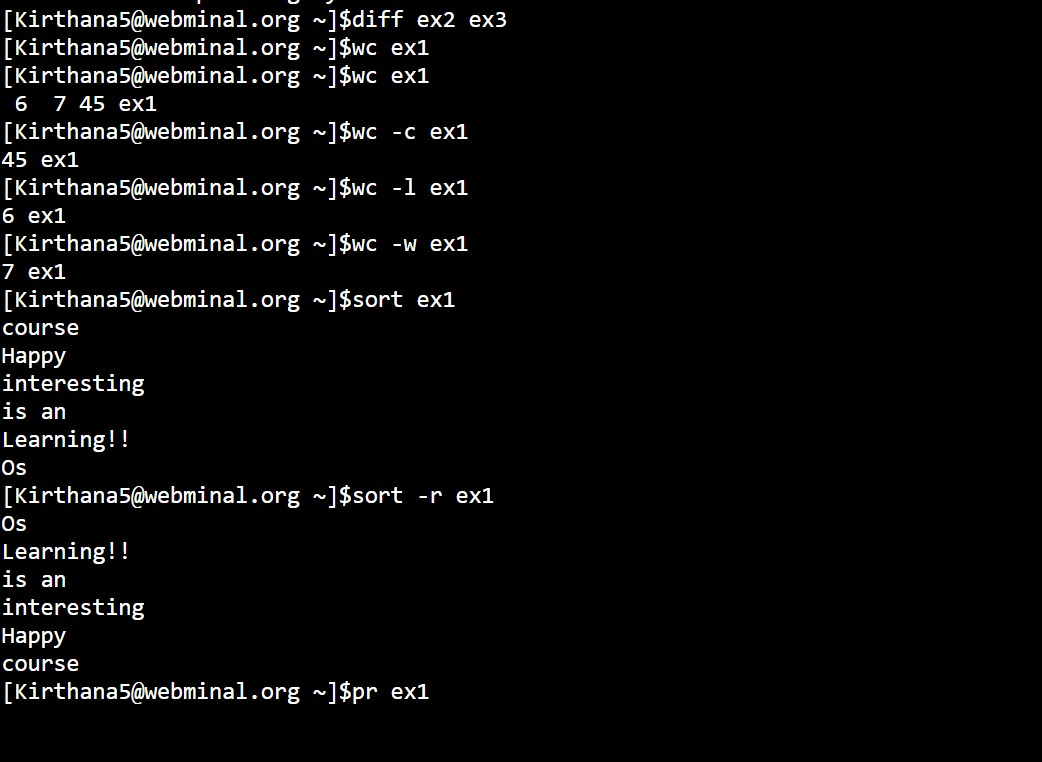 [Kirthana5@webminal.org ~]$diff ex2 ex3
[Kirthana5@webminal.org ~]$wc ex1
[Kirthana5@webminal.org ~]$wc ex1
 6  7 45 ex1
[Kirthana5@webminal.org ~]$wc -c ex1
45 ex1
[Kirthana5@webminal.org ~]$wc -l ex1
6 ex1
[Kirthana5@webminal.org ~]$wc -w ex1
7 ex1
[Kirthana5@webminal.org ~]$sort ex1
course
Happy
interesting
is an
Learning!!
Os
[Kirthana5@webminal.org ~]$sort -r ex1
Os
Learning!!
is an
interesting
Happy
course
[Kirthana5@webminal.org ~]$pr ex1